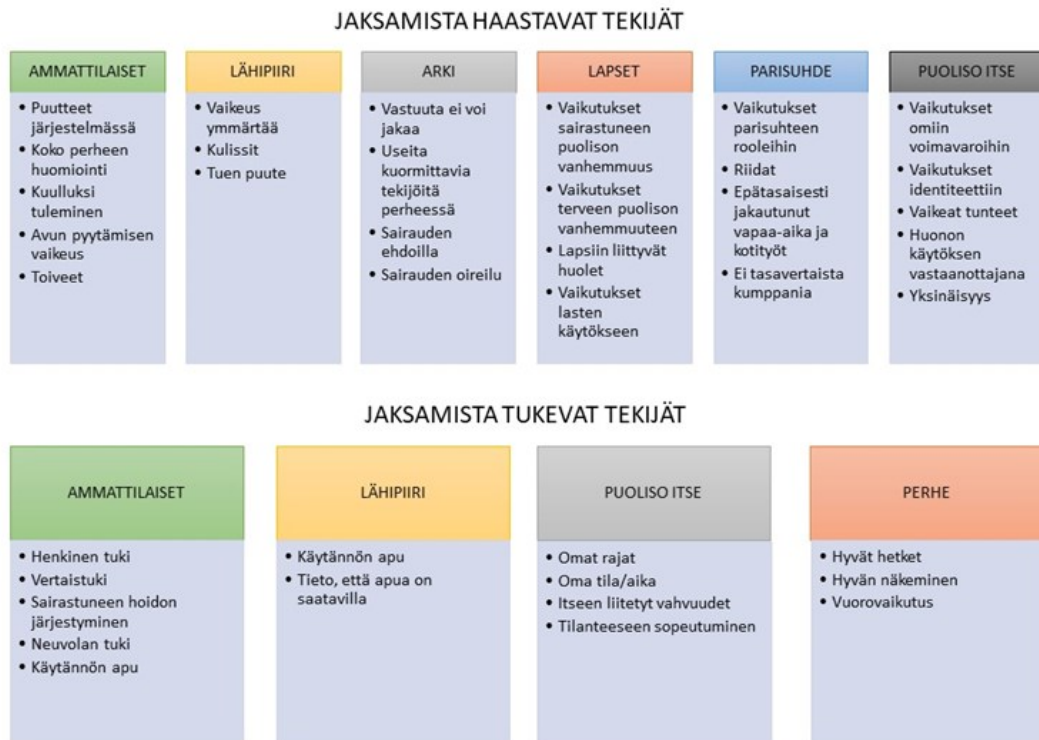 JAKSAMISTA HAASTAVAT TEKIJÄT
AMMATTILAISET
• Puutteet
järjestelmässä
• Koko perheen
huomiointi
• Kuulluksi
tuleminen
• Avun pyytämisen
vaikeus
• Toiveet
LÄHIPIIRI
• Vaikeus
ymmärtää
• Kulissit
• Tuen puute
ARKI
• Vastuuta ei voi
jakaa
• Useita
kuormittavia
tekijöitä
perheessä
• Sairauden
ehdoilla
• Sairauden oireilu
LAPSET
• Vaikutukset
sairastuneen
puolison
vanhemmuus
• Vaikutukset
terveen puolison
vanhemmuuteen
• Lapsiin liittyvät
huolet
• Vaikutukset
lasten
käytökseen
PARISUHDE
• Vaikutukset
parisuhteen
rooleihin
• Riidat
• Epätasaisesti
jakautunut
vapaa-aika ja
kotityöt
• Ei tasavertaista
kumppania
PUOLISO ITSE
• Vaikutukset
omiin
voimavaroihin
• Vaikutukset
identiteettiin
• Vaikeat tunteet
• Huonon
käytöksen
vastaanottajana
• Yksinäisyys
JAKSAMISTA TUKEVAT TEKIJÄT
AMMATTILAISET
• Henkinen tuki
• Vertaistuki
• Sairastuneen hoidon
järjestyminen
• Neuvolan tuki
• Käytännön apu
LÄHIPIIRI
• Käytännön apu
• Tieto, että apua on
saatavilla
PUOLISO ITSE
• Omat rajat
• Oma tila/aika
• Itseen liitetyt vahvuudet
• Tilanteeseen sopeutuminen
PERHE
• Hyvät hetket
• Hyvän näkeminen
• Vuorovaikutus